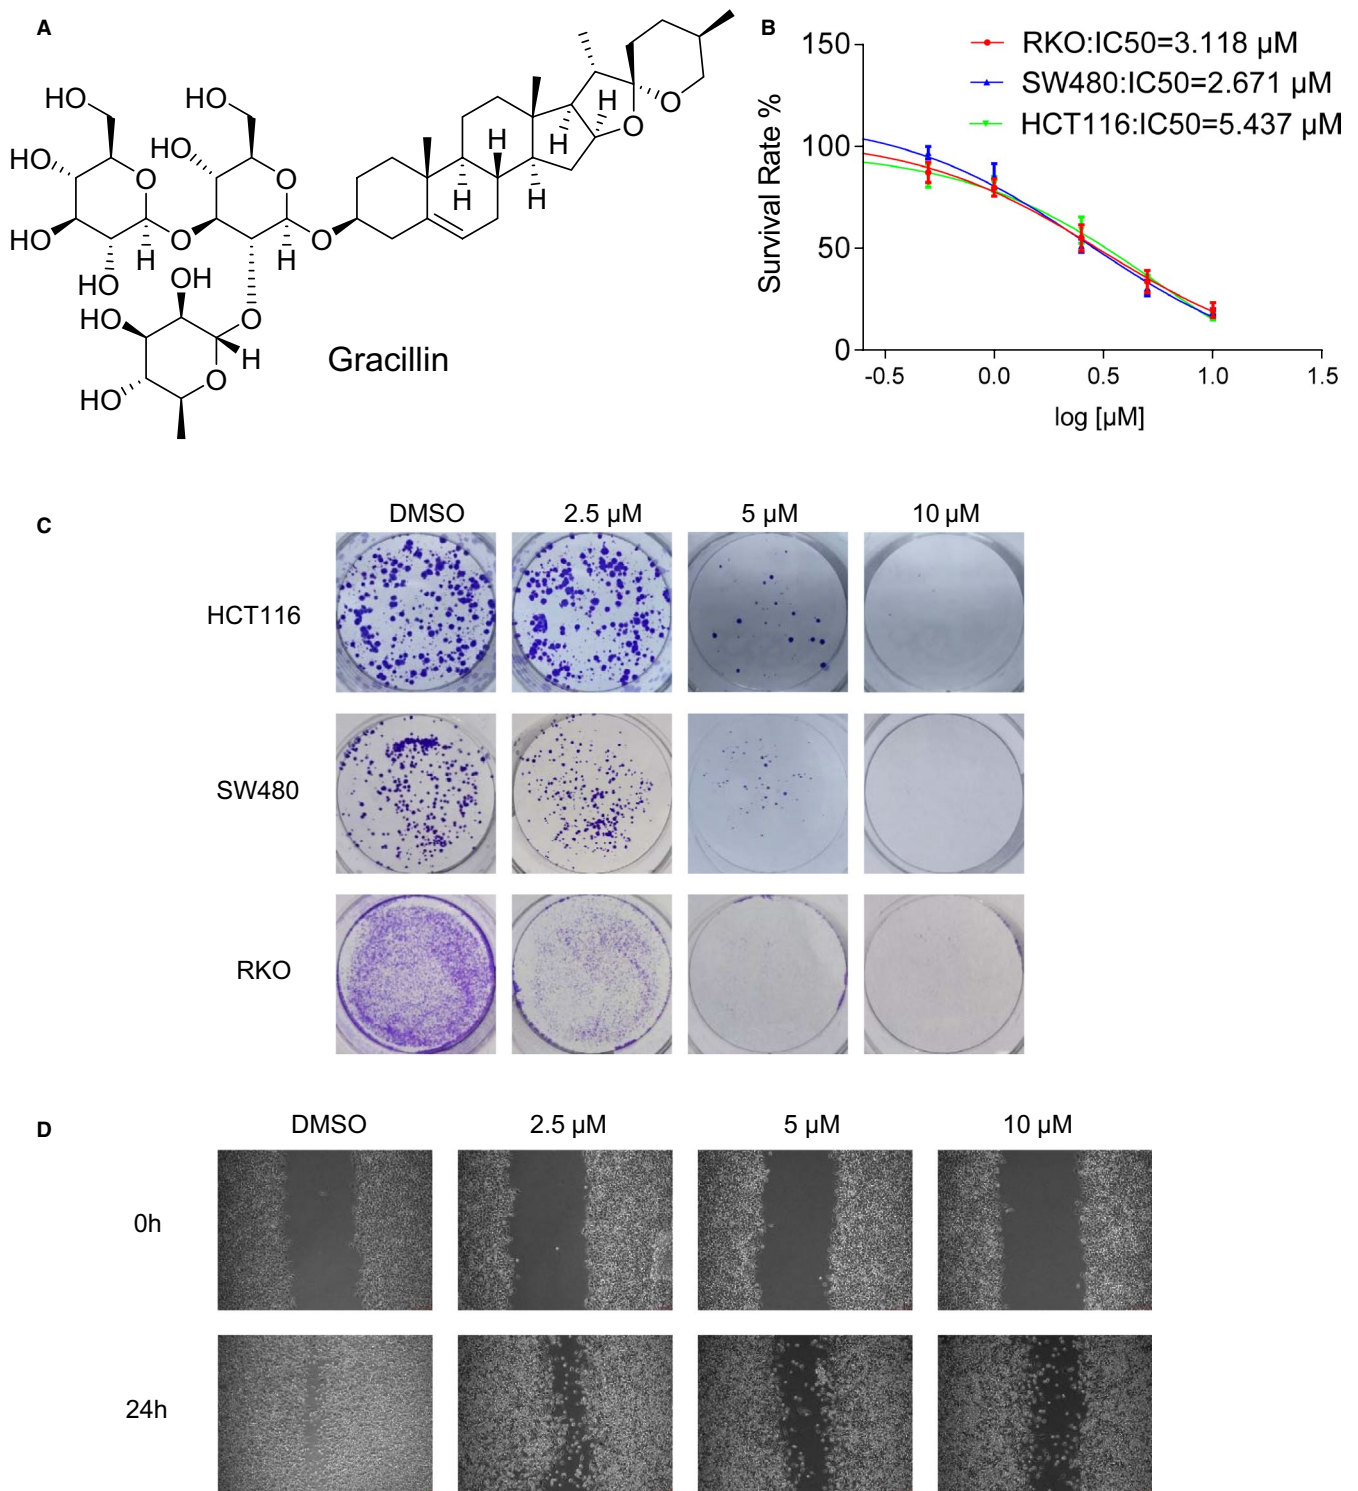 A
HO
HO
HO
HO
HO
O
O
HO
HO
O
O
H
H
O
H
H
H
H
H
O
O
OH
HO
HO
O
O
H
Gracillin
B
150
100
50
0
Survival Rate %
-0.5 0.0 0.5 1.0 1.5
log [µM]
RKO:IC50=3.118 µM
SW480:IC50=2.671 µM
HCT116:IC50=5.437 µM
C
DMSO 2.5 µM 5 µM 10 µM
HCT116
SW480
RKO
D
DMSO 2.5 µM 5 µM 10 µM
0h
24h